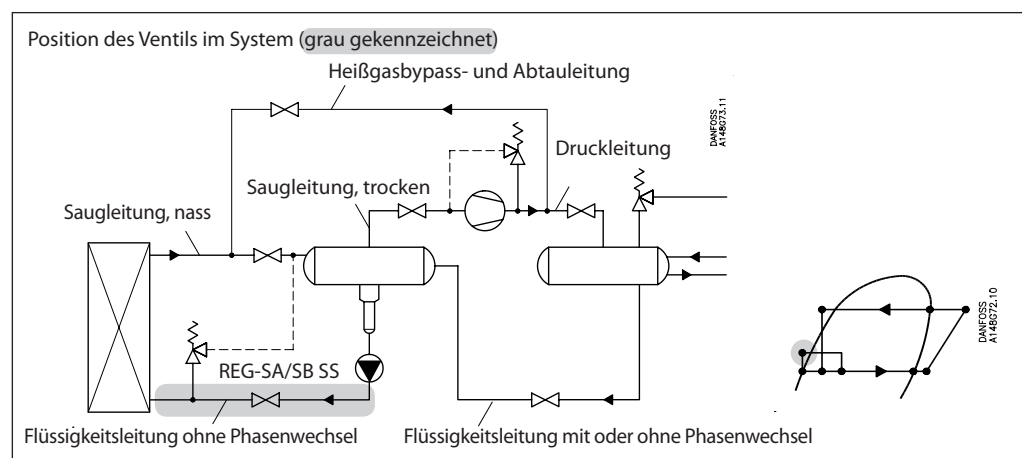 Position des Ventils im System (grau gekennzeichnet)
Heißgasbypass- und Abtauleitung
DANFOSS
A148G73.11
Druckleitung
Saugleitung, trocken
Saugleitung, nass
DANFOSS
A148G72.10
REG-SA/SB SS
Flüssigkeitsleitung ohne Phasenwechsel
Flüssigkeitsleitung mit oder ohne Phasenwechsel